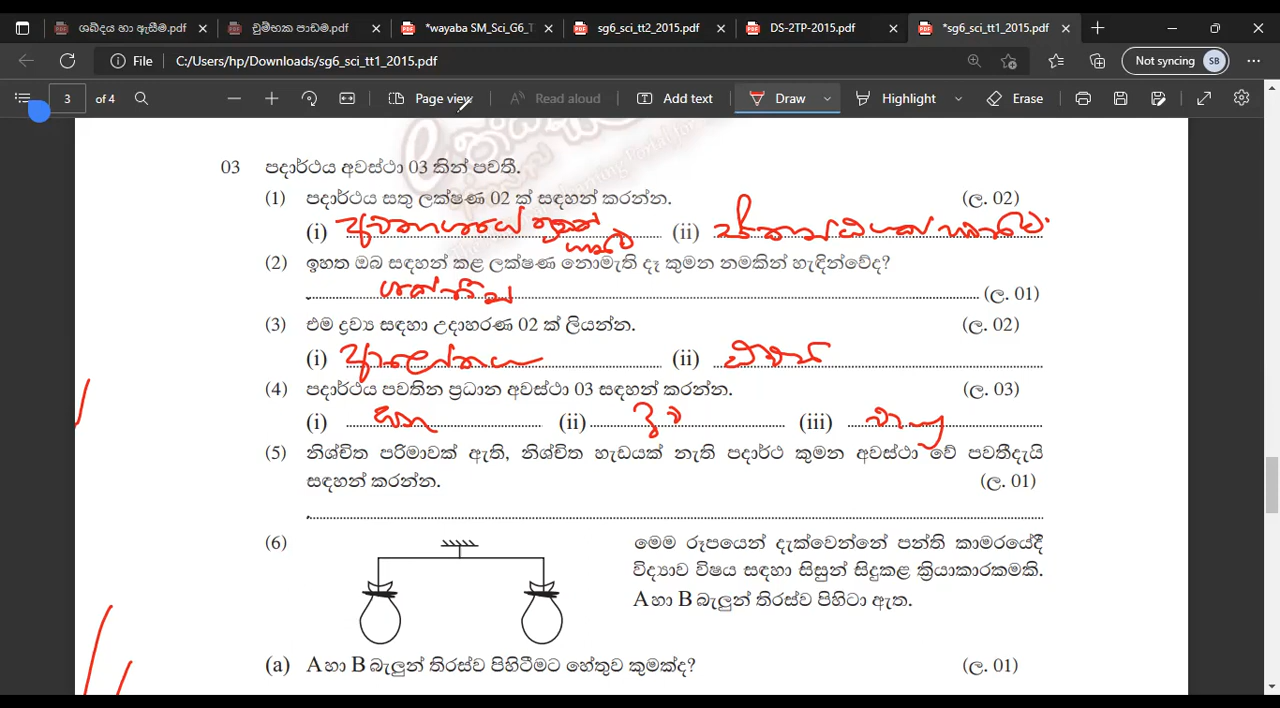 ශබ්දය හා ඇසීම.pdf
චුම්භක පාඩම.pdf
*wayaba SM_Sci_G6_T
sg6_sci_tt2_2015.pdf
DS-2TP-2015.pdf
*sg6_sci_tt1_2015.pdf
File C:/Users/hp/Downloads/sg6_sci_tt1_2015.pdf Not syncing SB
3 of 4 Page view Read aloud Add text Draw Highlight Erase
03 පදාර්ථය අවස්ථා 03 කින් පවතී.
(1) පදාර්ථය සතු ලක්ෂණ 02 ක් සඳහන් කරන්න. (ල. 02)
(i) (ii)
(2) ඉහත ඔබ සඳහන් කළ ලක්ෂණ නොමැති දෑ කුමන නමකින් හැඳින්වේද?
ශක්තිය (ල. 01)
(3) එම ද්‍රව්‍ය සඳහා උදාහරණ 02 ක් ලියන්න. (ල. 02)
(i) ආලෝකය (ii)
(4) පදාර්ථය පවතින ප්‍රධාන අවස්ථා 03 සඳහන් කරන්න. (ල. 03)
(i) ඝන (ii) ද්‍රව (iii) වායු
(5) නිශ්චිත පරිමාවක් ඇති, නිශ්චිත හැඩයක් නැති පදාර්ථ කුමන අවස්ථා වේ පවතීදැයි
සඳහන් කරන්න. (ල. 01)
(6) මෙම රූපයෙන් දැක්වෙන්නේ පන්ති කාමරයේදී
විද්‍යාව විෂය සඳහා සිසුන් සිදුකළ ක්‍රියාකාරකමකි.
A හා B බැලුන් තිරස්ව පිහිටා ඇත.
(a) A හා B බැලුන් තිරස්ව පිහිටීමට හේතුව කුමක්ද? (ල. 01)